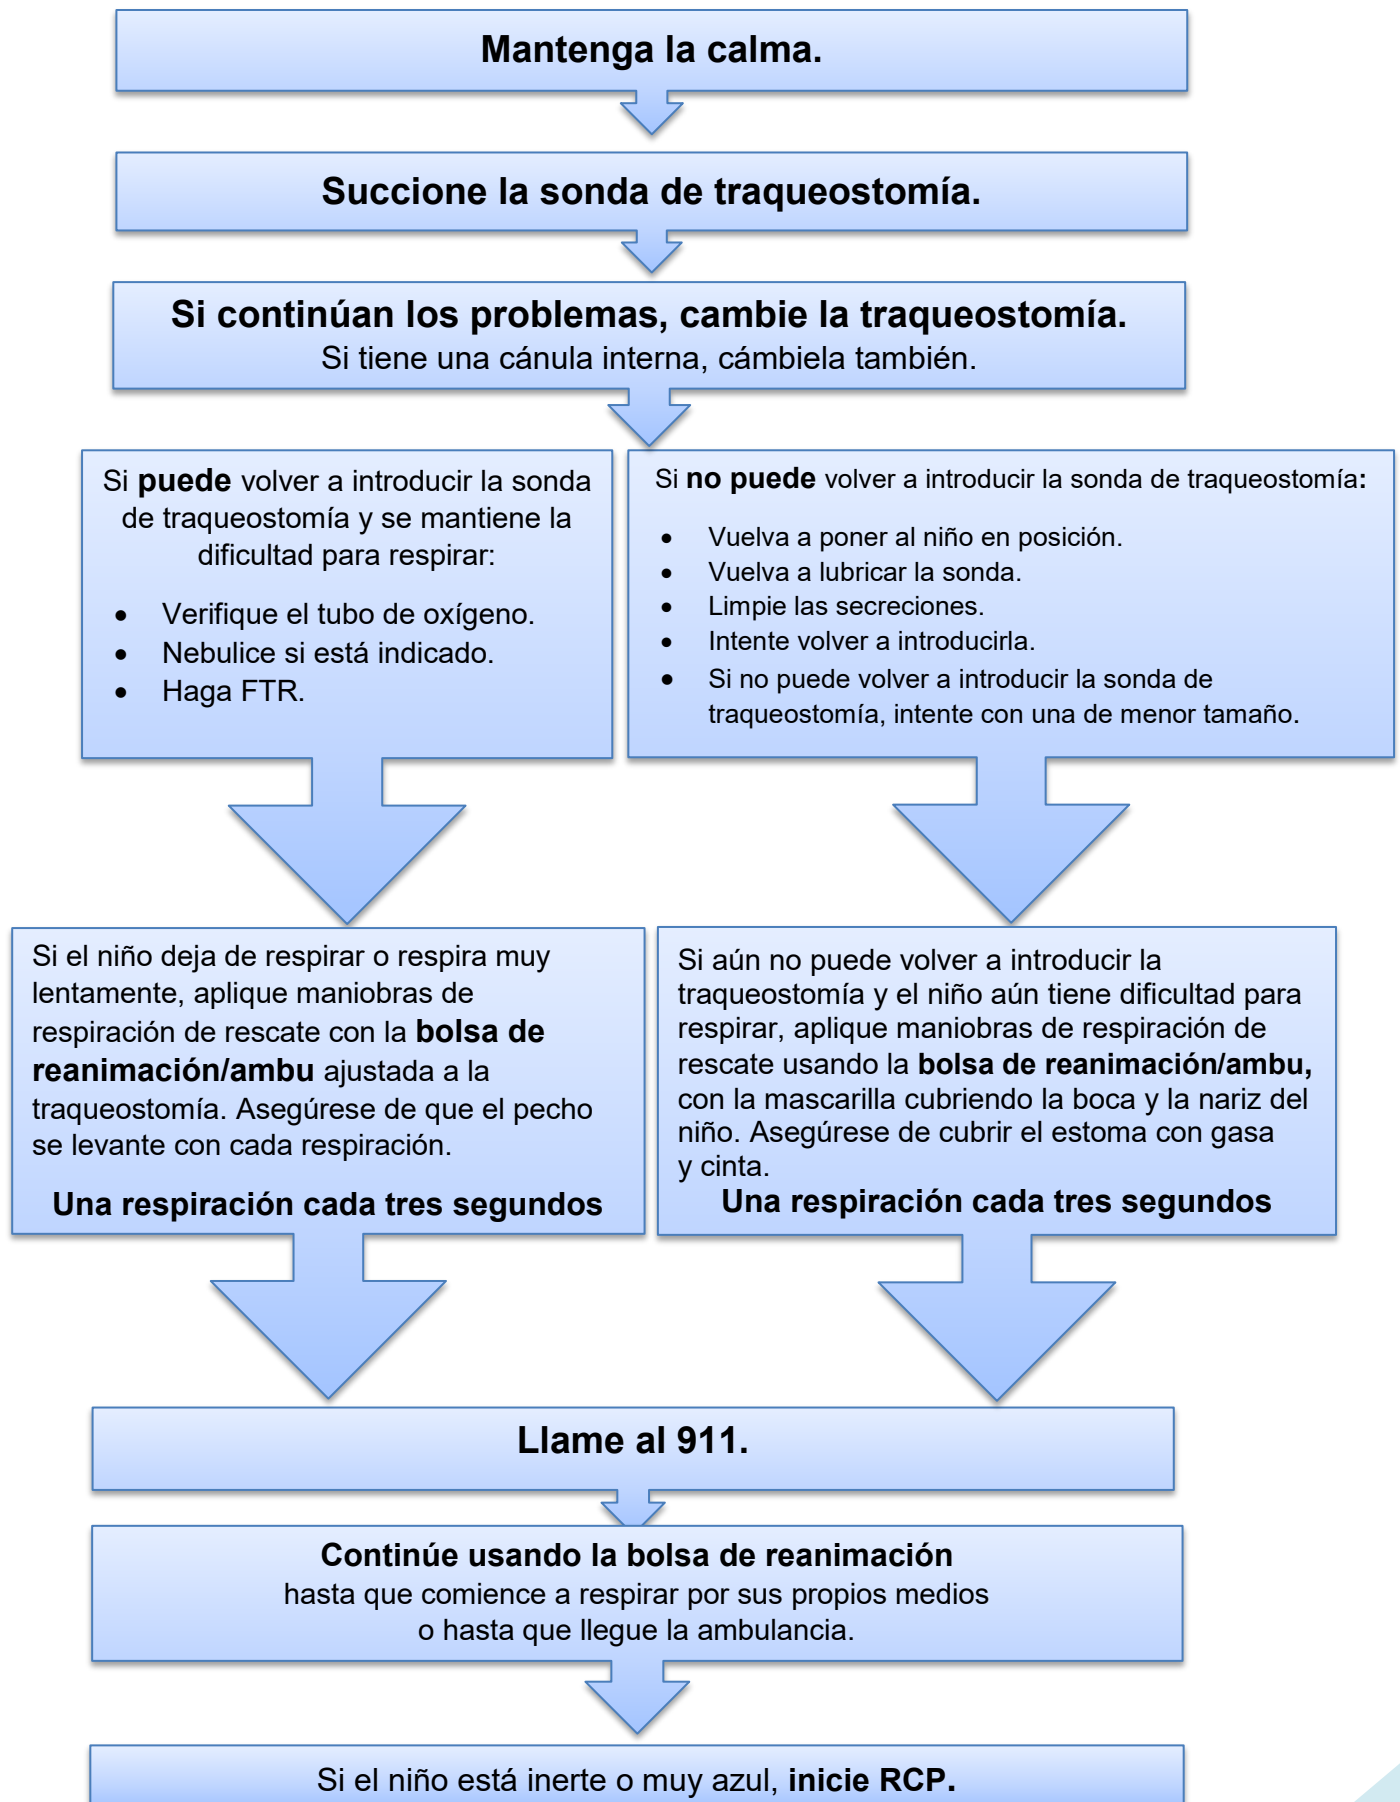 Mantenga la calma.
Succione la sonda de traqueostomía.
Si continúan los problemas, cambie la traqueostomía.
Si tiene una cánula interna, cámbiela también.
Si puede volver a introducir la sonda
de traqueostomía y se mantiene la
dificultad para respirar:
• Verifique el tubo de oxígeno.
• Nebulice si está indicado.
• Haga FTR.
Si no puede volver a introducir la sonda de traqueostomía:
• Vuelva a poner al niño en posición.
• Vuelva a lubricar la sonda.
• Limpie las secreciones.
• Intente volver a introducirla.
• Si no puede volver a introducir la sonda de
traqueostomía, intente con una de menor tamaño.
Si el niño deja de respirar o respira muy
lentamente, aplique maniobras de
respiración de rescate con la bolsa de
reanimación/ambu ajustada a la
traqueostomía. Asegúrese de que el pecho
se levante con cada respiración.
Una respiración cada tres segundos
Si aún no puede volver a introducir la
traqueostomía y el niño aún tiene dificultad para
respirar, aplique maniobras de respiración de
rescate usando la bolsa de reanimación/ambu,
con la mascarilla cubriendo la boca y la nariz del
niño. Asegúrese de cubrir el estoma con gasa
y cinta.
Una respiración cada tres segundos
Llame al 911.
Continúe usando la bolsa de reanimación
hasta que comience a respirar por sus propios medios
o hasta que llegue la ambulancia.
Si el niño está inerte o muy azul, inicie RCP.